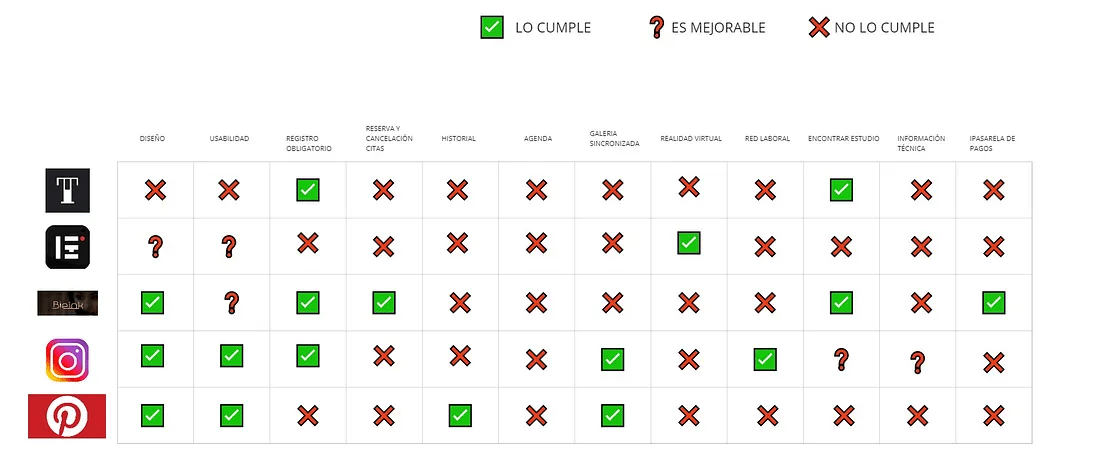 LO CUMPLE
ES MEJORABLE
NO LO CUMPLE
DISEÑO
USABILIDAD
REGISTRO
OBLIGATORIO
RESERVA Y
CANCELACIÓN
CITAS
HISTORIAL
AGENDA
GALERIA
SINCRONIZADA
REALIDAD VIRTUAL
RED LABORAL
ENCONTRAR ESTUDIO
INFORMACIÓN
TÉCNICA
IPASARELA DE
PAGOS
T